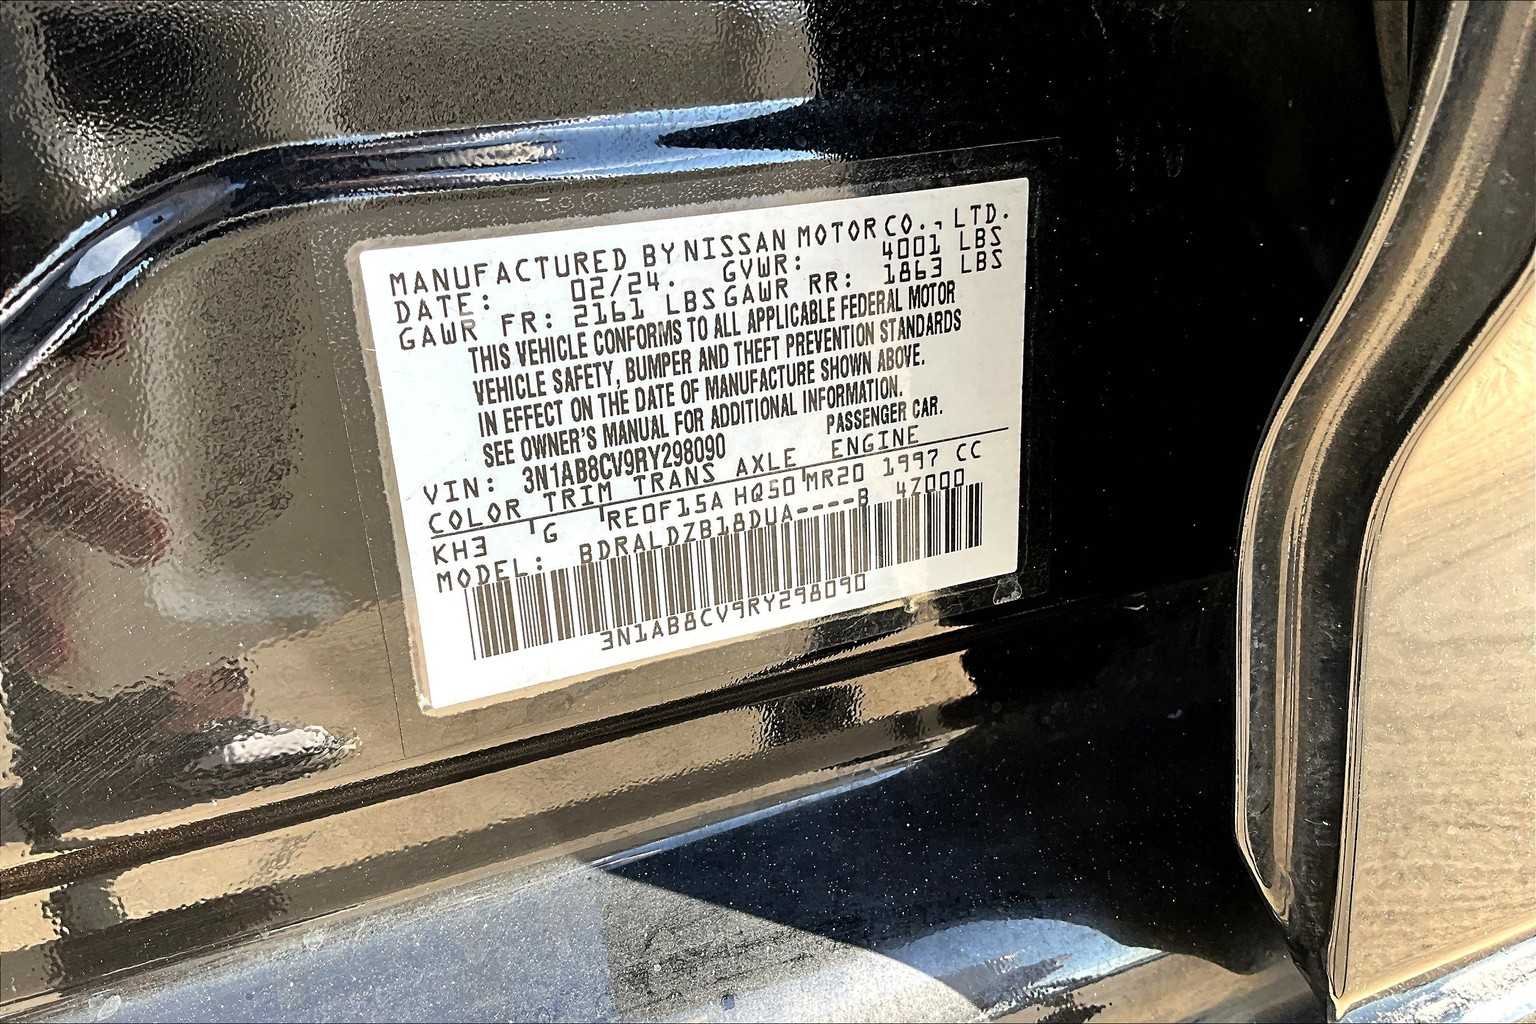 MANUFACTURED BY NISSAN MOTOR CO., LTD.
DATE: 02/24. GVWR: 4001 LBS
GAWR FR: 2161 LBS GAWR RR: 1863 LBS
THIS VEHICLE CONFORMS TO ALL APPLICABLE FEDERAL MOTOR
VEHICLE SAFETY, BUMPER AND THEFT PREVENTION STANDARDS
IN EFFECT ON THE DATE OF MANUFACTURE SHOWN ABOVE.
SEE OWNER'S MANUAL FOR ADDITIONAL INFORMATION.
VIN: 3N1AB8CV9RY298090 PASSENGER CAR.
COLOR TRIM TRANS AXLE ENGINE
KH3 G RE0F15A HQ50 MR20 1997 CC
MODEL: BDRALDZB18DUA----B 47000
3N1AB8CV9RY298090